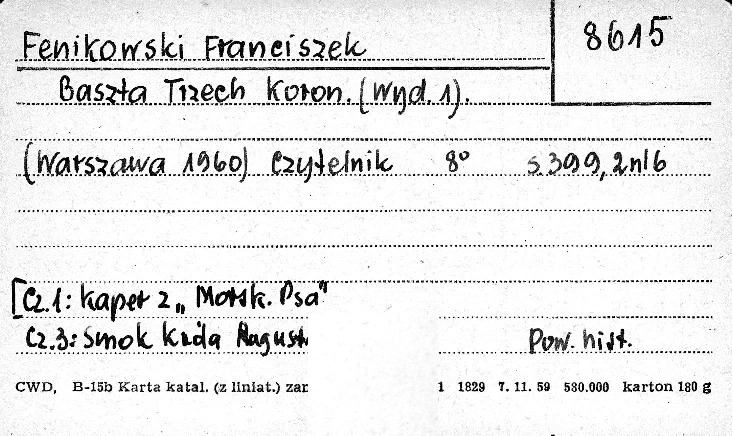 Fenikowski Franciszek
8615
Baszta Trzech Koron. (Wyd. 1).
(Warszawa 1960) Czytelnik 8° s. 399, 2nlb
[Cz.1: Kaper z „Morsk. Psa"
Cz.3: Smok Króla Augusta
Pow. hist.
CWD, B-15b Karta katal. (z liniat.) zar
1 1829 7. 11. 59 530.000 karton 180 g